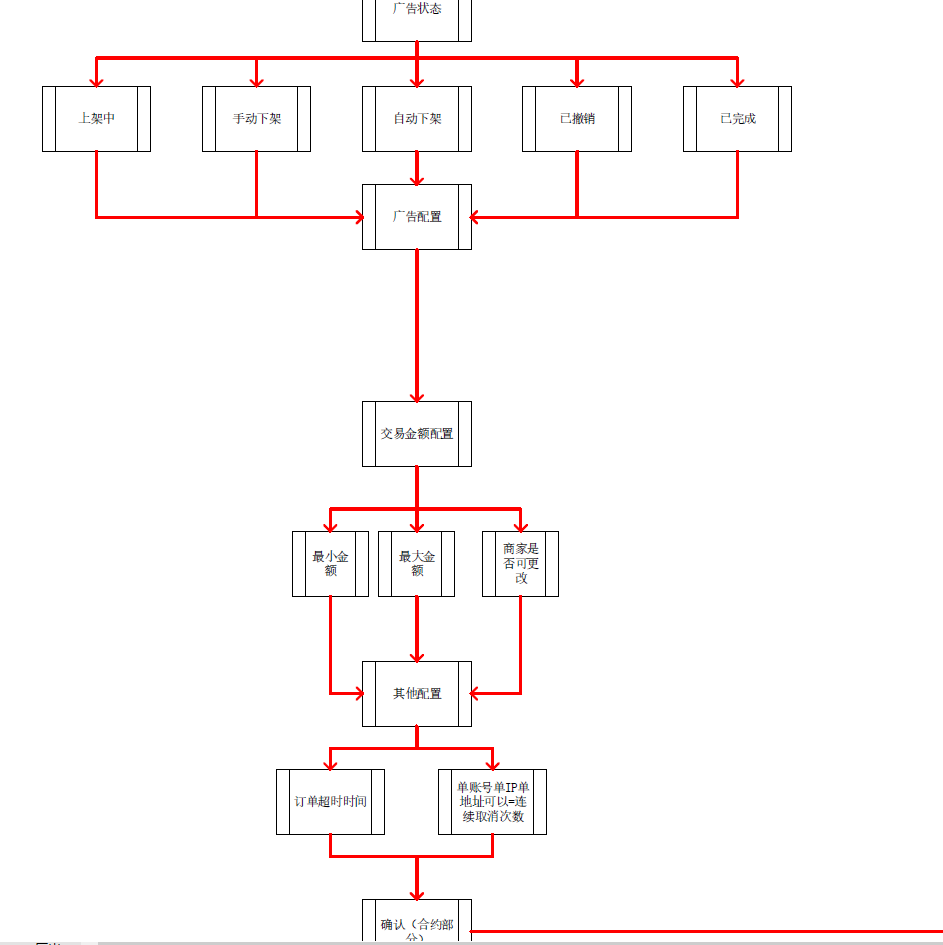 广告状态
上架中
手动下架
自动下架
已撤销
已完成
广告配置
交易金额配置
最小金
额
最大金
额
商家是
否可更
改
其他配置
订单超时时间
单账号单IP单
地址可以=连
续取消次数
确认（合约部
分）